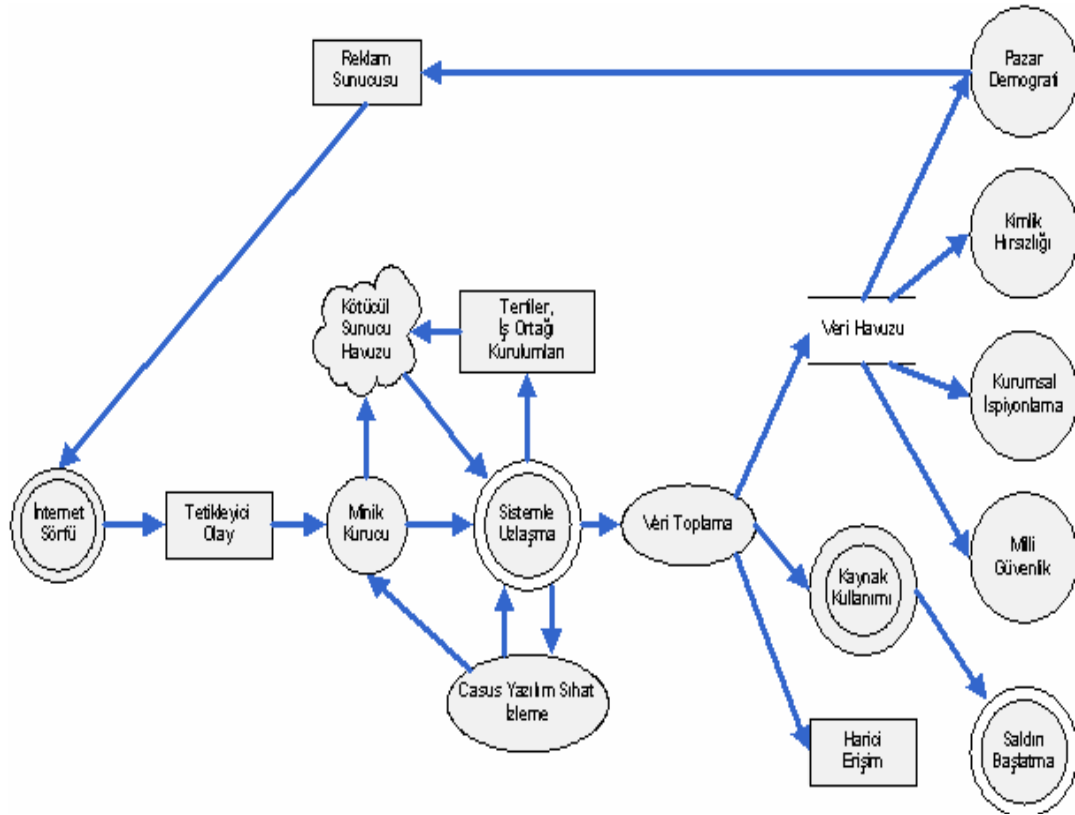 Reklam
Sunucusu
Pazar
Demografi
Kimlik
Hırsızlığı
Kötücül
Sunucu
Havuzu
Terfiler,
İş Ortağı
Kurulumları
Veri Havuzu
Kurumsal
İspiyonlama
İnternet
Sörfü
Tetikleyici
Olay
Minik
Kurucu
Sistemle
Uzlaşma
Veri Toplama
Kaynak
Kullanımı
Milli
Güvenlik
Casus Yazılım Sıhat
İzleme
Harici
Erişim
Saldırı
Başlatma